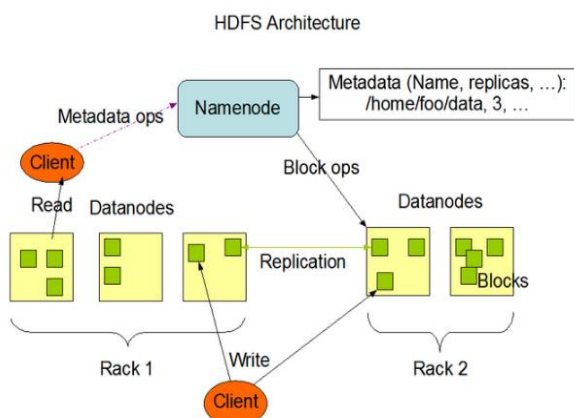 HDFS Architecture
Metadata (Name, replicas, ...):
/home/foo/data, 3, ...
Namenode
Metadata ops
Client
Block ops
Read
Datanodes
Datanodes
Replication
Blocks
Rack 1
Write
Rack 2
Client